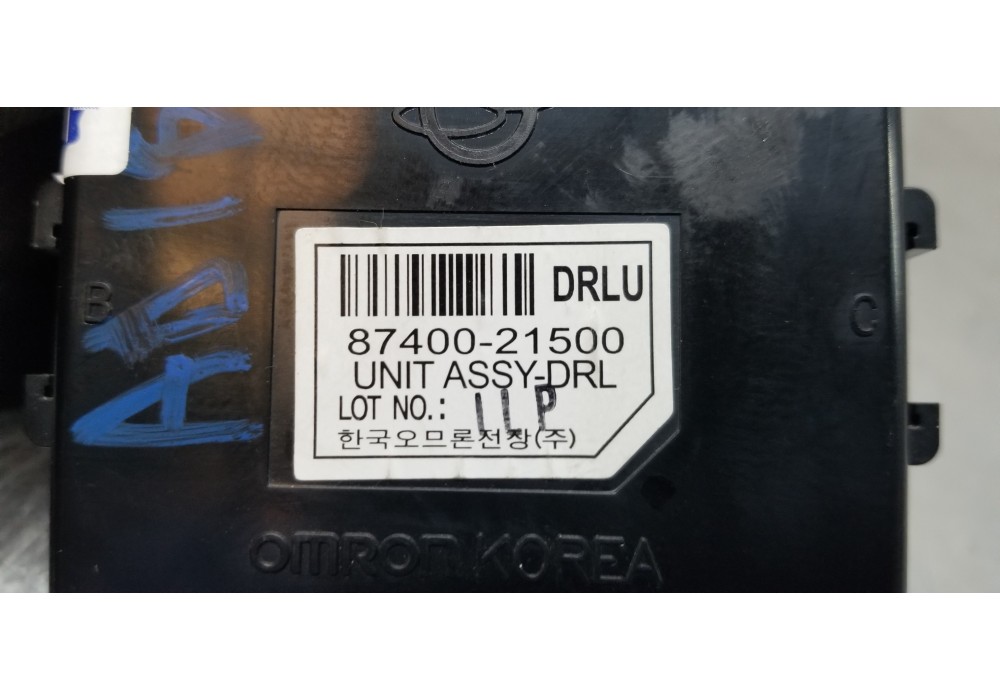 DRLU
87400-21500
UNIT ASSY-DRL
LOT NO.: 11P
한국오므론전장(주)
B
C
OMRON KOREA